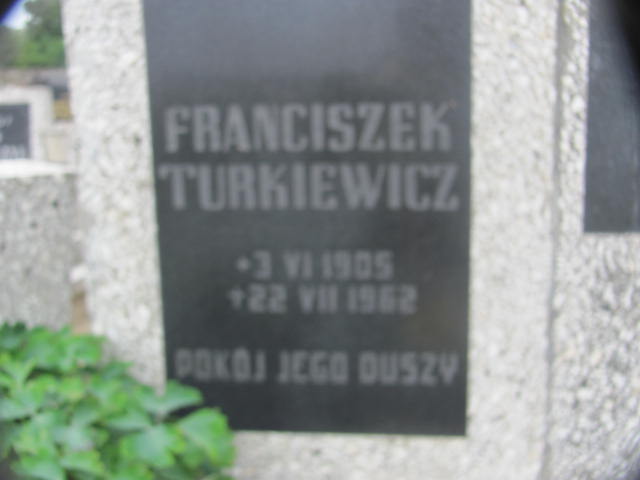 FRANCISZEK
TURKIEWICZ
*3 VI 1905
†22 VII 1962
POKÓJ JEGO DUSZY